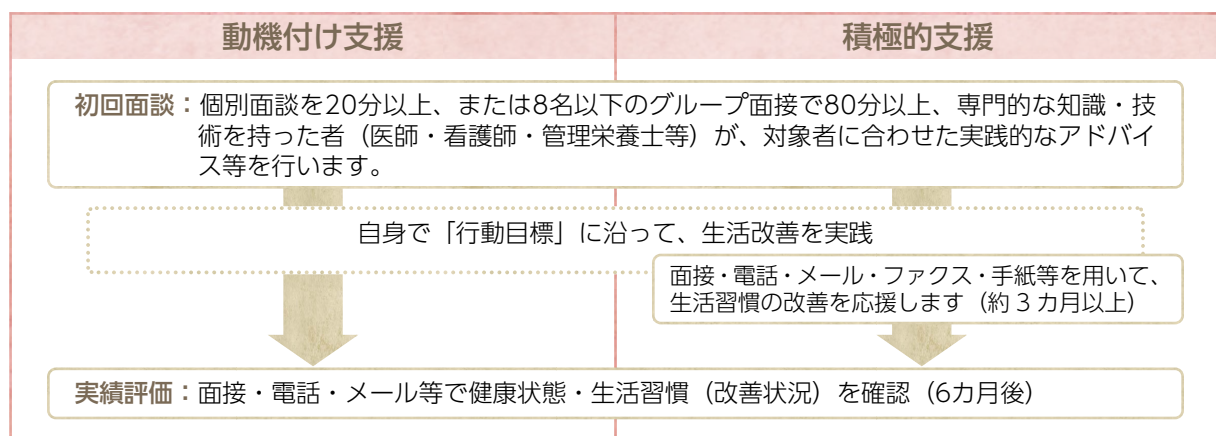 動機付け支援
積極的支援
初回面談：個別面談を20分以上、または8名以下のグループ面接で80分以上、専門的な知識・技
術を持った者（医師・看護師・管理栄養士等）が、対象者に合わせた実践的なアドバイ
ス等を行います。
自身で「行動目標」に沿って、生活改善を実践
面接・電話・メール・ファクス・手紙等を用いて、
生活習慣の改善を応援します（約３カ月以上）
実績評価：面接・電話・メール等で健康状態・生活習慣（改善状況）を確認（6カ月後）